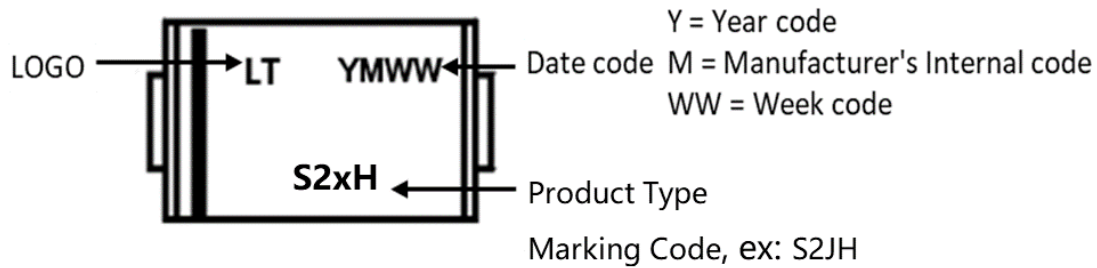 Y = Year code
LOGO LT YMWW Date code M = Manufacturer's Internal code
WW = Week code
S2xH
Product Type
Marking Code, ex: S2JH